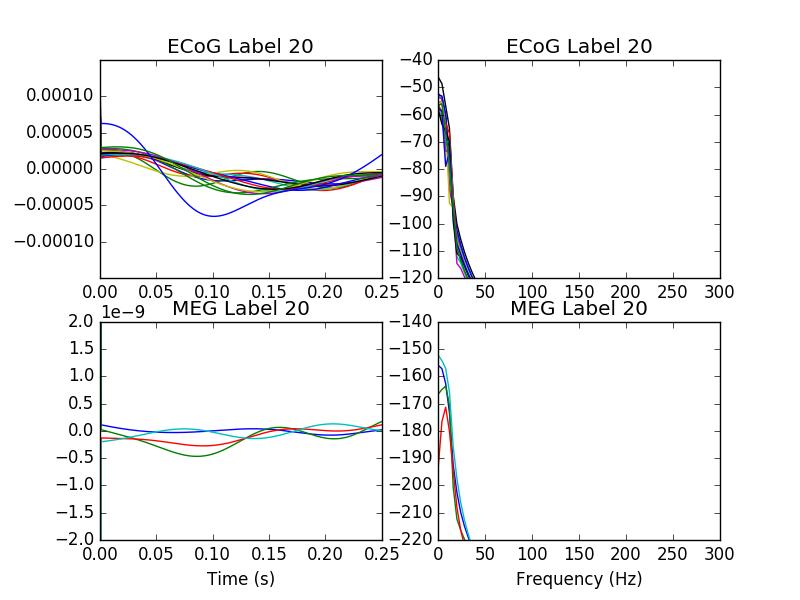 ECoG Label 20
0.00010
0.00005
0.00000
−0.00005
−0.00010
0.00 0.05 0.10 0.15 0.20 0.25
ECoG Label 20
−40
−50
−60
−70
−80
−90
−100
−110
−120
0 50 100 150 200 250 300
MEG Label 20
1e−9
2.0
1.5
1.0
0.5
0.0
−0.5
−1.0
−1.5
−2.0
0.00 0.05 0.10 0.15 0.20 0.25
Time (s)
MEG Label 20
−140
−150
−160
−170
−180
−190
−200
−210
−220
0 50 100 150 200 250 300
Frequency (Hz)